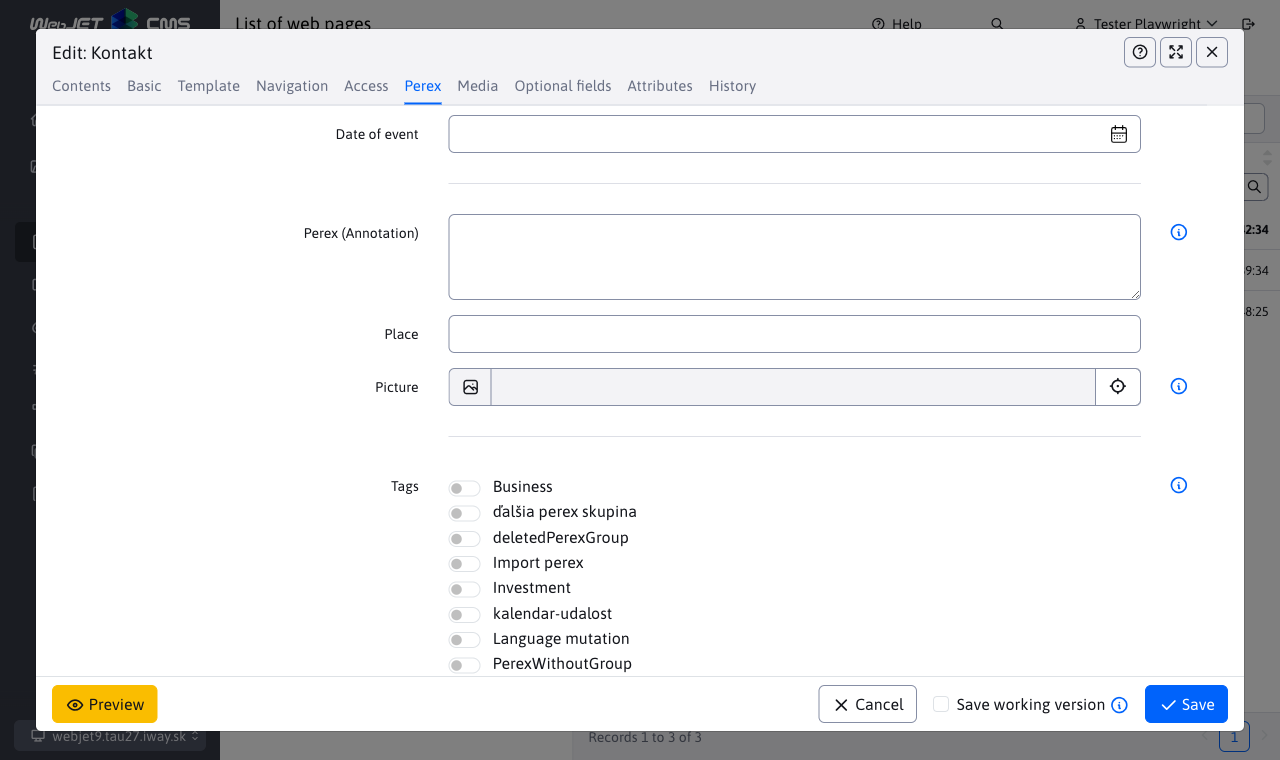 WebJET CMS
List of web pages
Help
Tester Playwright
Edit: Kontakt
Contents
Basic
Template
Navigation
Access
Perex
Media
Optional fields
Attributes
History
Date of event
Perex (Annotation)
2:34
9:34
8:25
Place
Picture
Tags
Business
ďalšia perex skupina
deletedPerexGroup
Import perex
Investment
kalendar-udalost
Language mutation
PerexWithoutGroup
Preview
Cancel
Save working version
Save
webjet9.tau27.iway.sk
Records 1 to 3 of 3
1